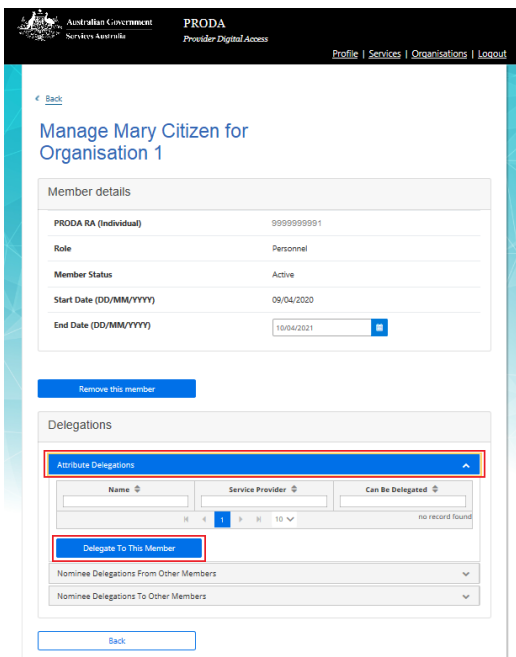 Australian Government
Services Australia
PRODA
Provider Digital Access
Profile | Services | Organisations | Logout
Back
Manage Mary Citizen for
Organisation 1
Member details
PRODA RA (Individual) 9999999991
Role Personnel
Member Status Active
Start Date (DD/MM/YYYY) 09/04/2020
End Date (DD/MM/YYYY) 10/04/2021
Remove this member
Delegations
Attribute Delegations
Name Service Provider Can Be Delegated
1 10 no record found
Delegate To This Member
Nominee Delegations From Other Members
Nominee Delegations To Other Members
Back